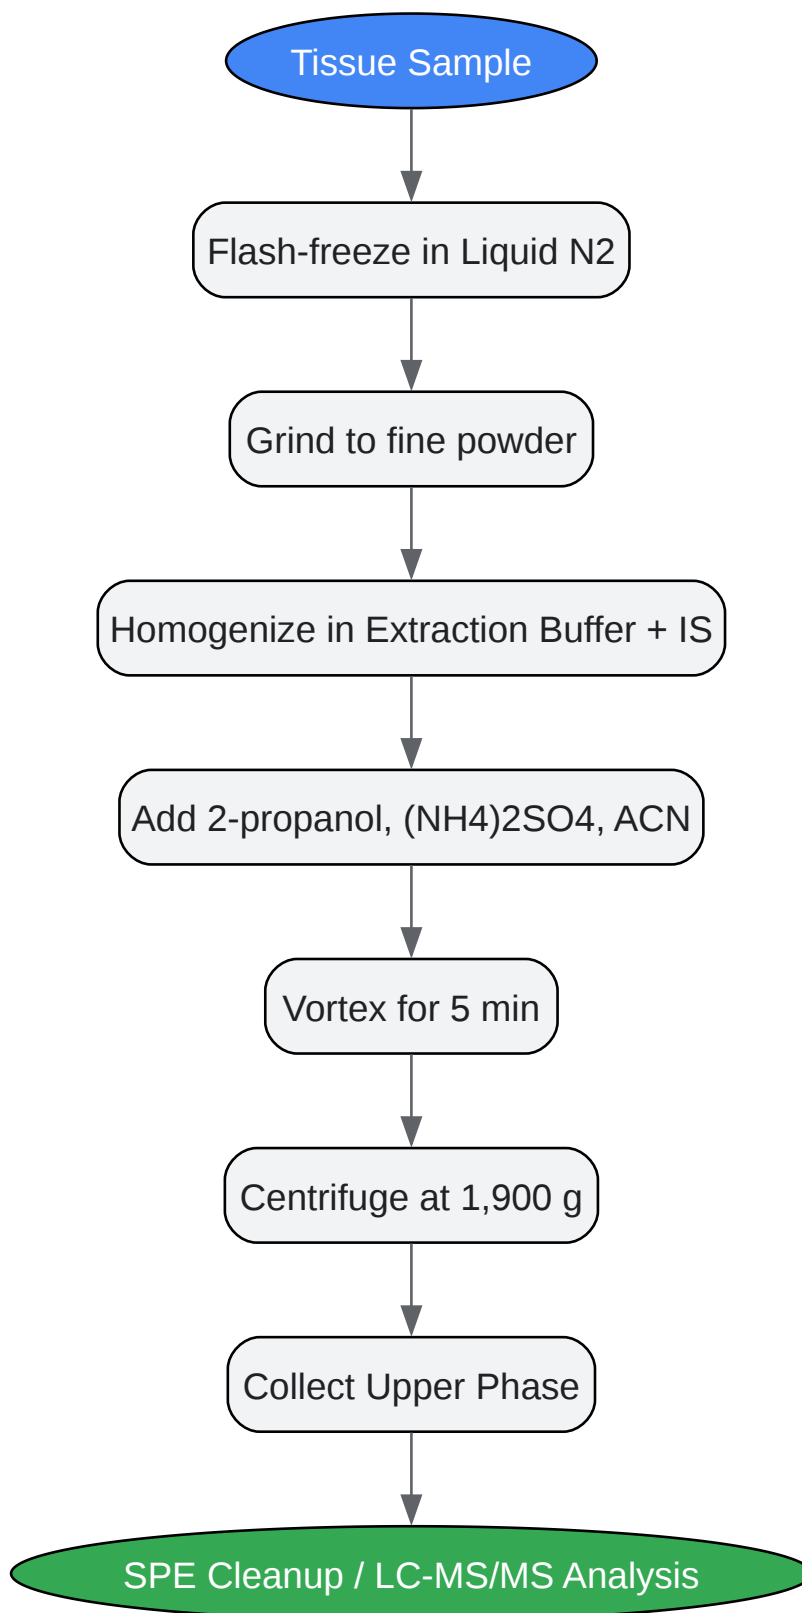 Tissue Sample
Flash-freeze in Liquid N2
Grind to fine powder
Homogenize in Extraction Buffer + IS
Add 2-propanol, (NH4)2SO4, ACN
Vortex for 5 min
Centrifuge at 1,900 g
Collect Upper Phase
SPE Cleanup / LC-MS/MS Analysis